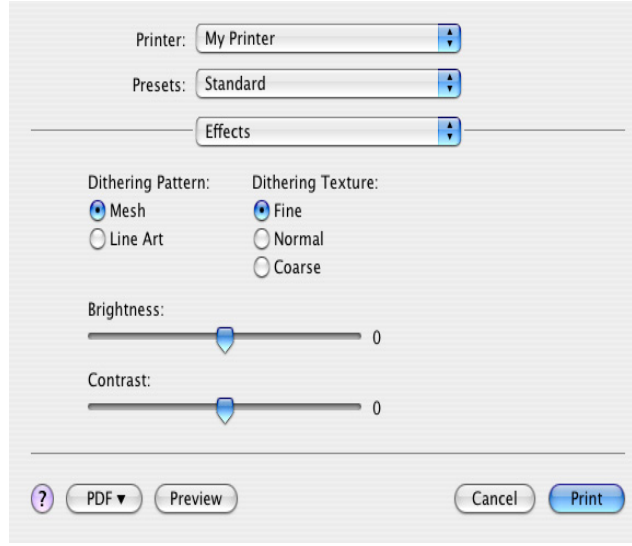 Printer: My Printer
Presets: Standard
Effects
Dithering Pattern: Dithering Texture:
Mesh Fine
Line Art Normal
Coarse
Brightness:
0
Contrast:
0
? PDF ▼ Preview Cancel Print